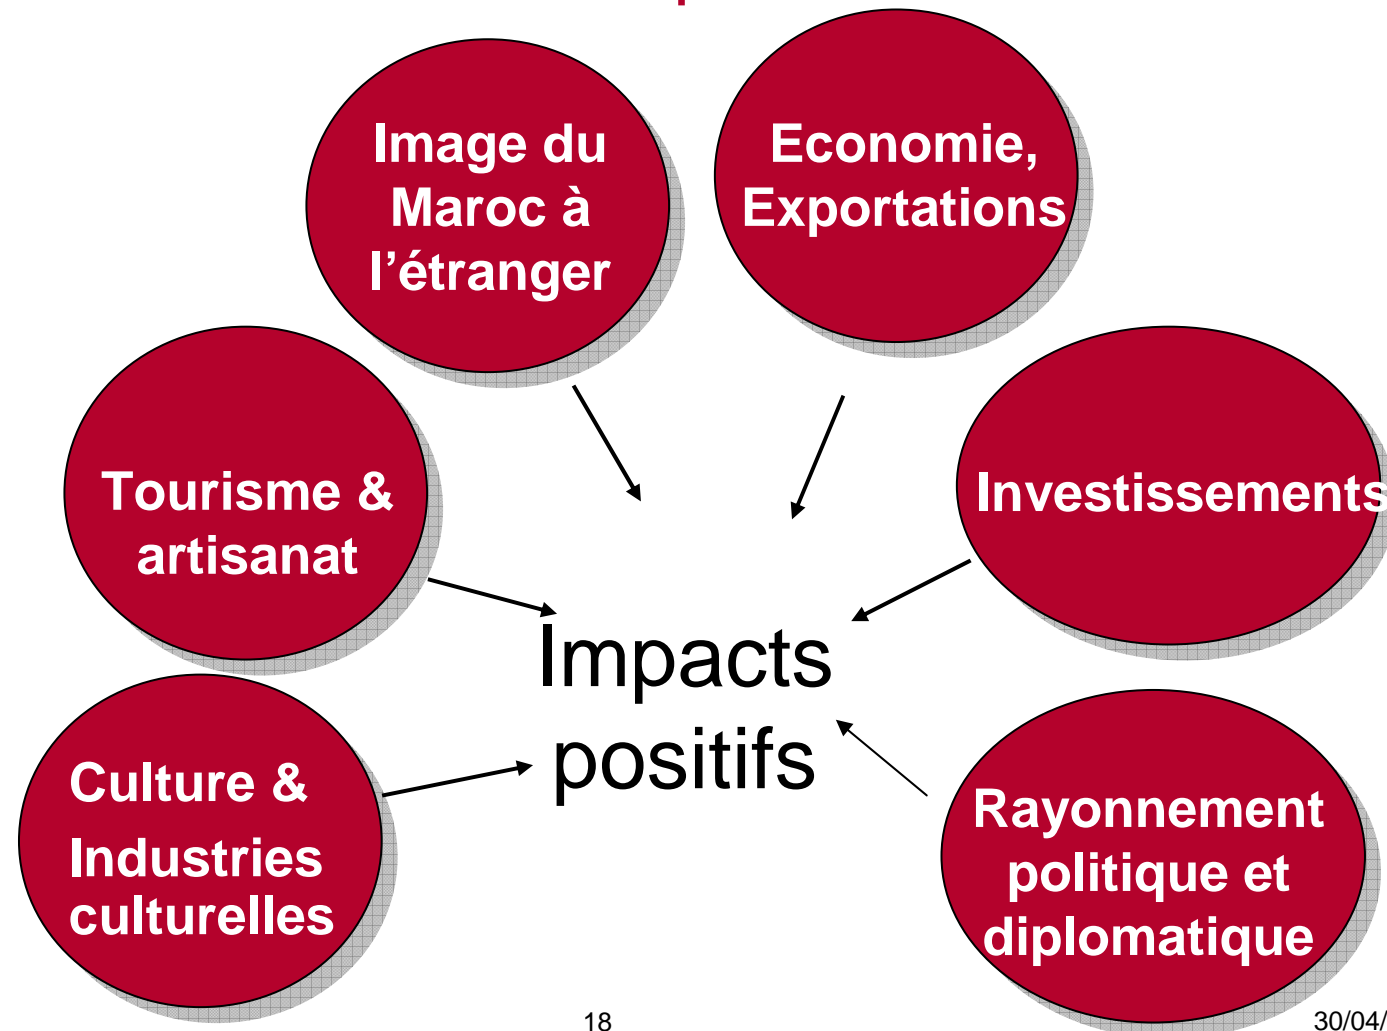 Image du
Maroc à
l’étranger
Economie,
Exportations
Tourisme &
artisanat
Investissements
Impacts
positifs
Culture &
Industries
culturelles
Rayonnement
politique et
diplomatique
18
30/04/